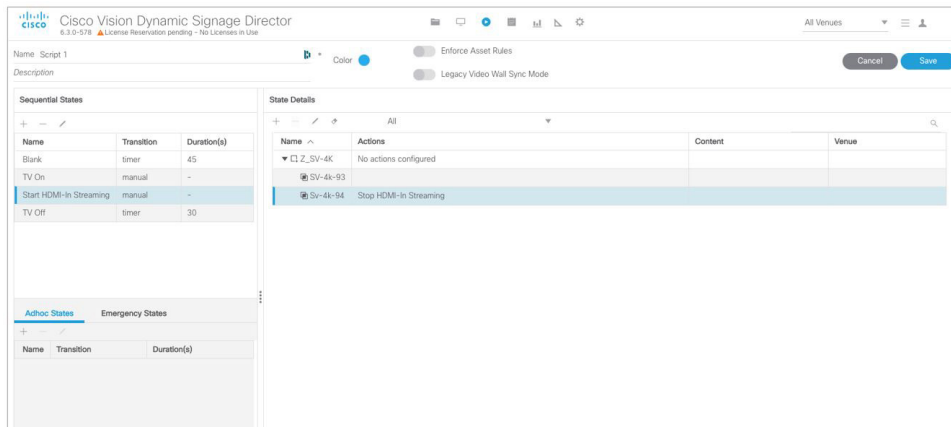 CISCO Cisco Vision Dynamic Signage Director
6.3.0-578 License Reservation pending - No Licenses in Use
All Venues
Name Script 1
Color
Enforce Asset Rules
Description
Legacy Video Wall Sync Mode
Cancel
Save
Sequential States
Name Transition Duration(s)
Blank timer 45
TV On manual -
Start HDMI-In Streaming manual -
TV Off timer 30
Adhoc States Emergency States
Name Transition Duration(s)
State Details
All
Name Actions Content Venue
Z_SV-4K No actions configured
SV-4k-93
Sv-4k-94 Stop HDMI-In Streaming